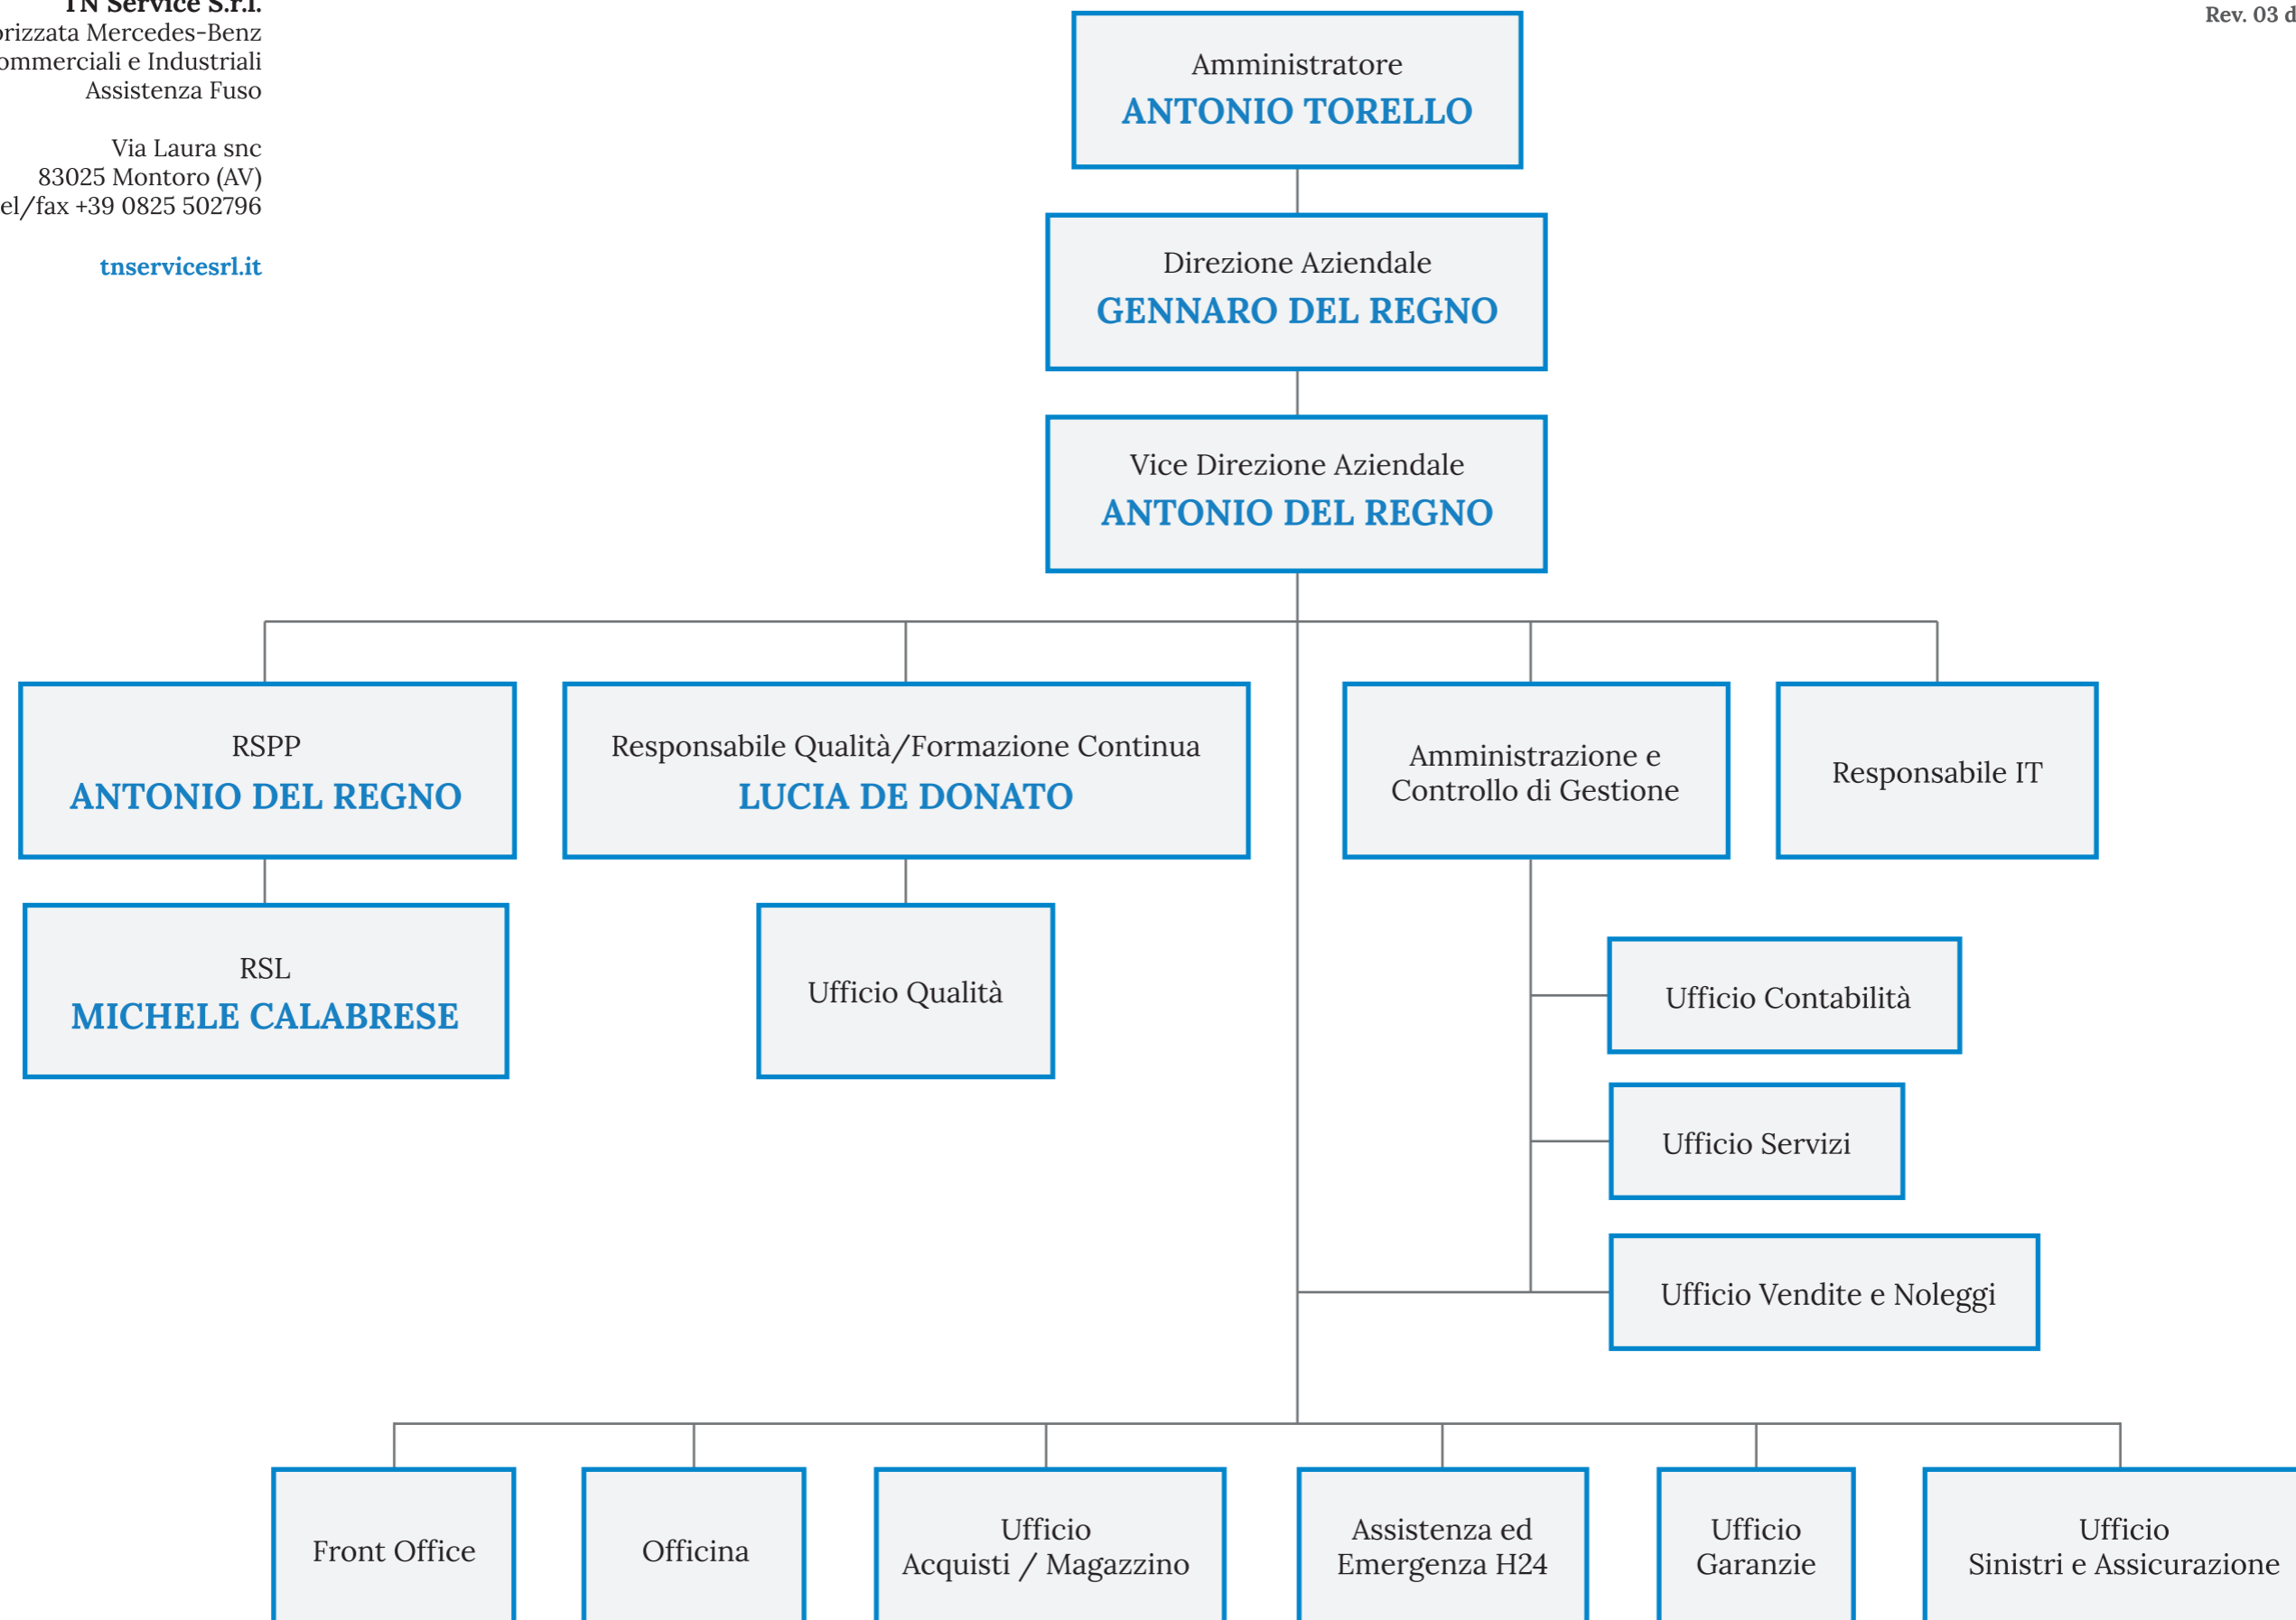 TN Service S.r.l.
Mercedes-Benz
e Industriali
Assistenza Fuso
Via Laura snc
83025 Montoro (AV)
+39 0825 502796
tnservicesrl.it
Rev. 03
Amministratore
ANTONIO TORELLO
Direzione Aziendale
GENNARO DEL REGNO
Vice Direzione Aziendale
ANTONIO DEL REGNO
RSPP
ANTONIO DEL REGNO
Responsabile Qualità/Formazione Continua
LUCIA DE DONATO
Amministrazione e
Controllo di Gestione
Responsabile IT
RSL
MICHELE CALABRESE
Ufficio Qualità
Ufficio Contabilità
Ufficio Servizi
Ufficio Vendite e Noleggi
Front Office
Officina
Ufficio
Acquisti / Magazzino
Assistenza ed
Emergenza H24
Ufficio
Garanzie
Ufficio
Sinistri e Assicurazione